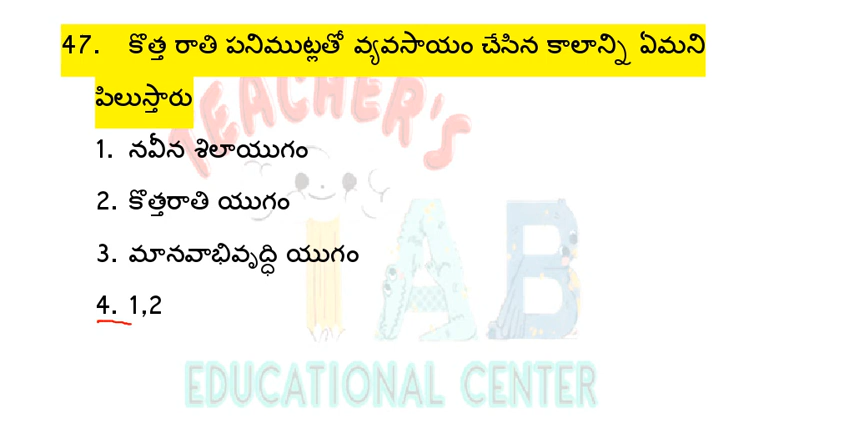 47. కొత్త రాతి పనిముట్లతో వ్యవసాయం చేసిన కాలాన్ని ఏమని
పిలుస్తారు
1. నవీన శిలాయుగం
2. కొత్తరాతి యుగం
3. మానవాభివృద్ధి యుగం
4. 1,2
TEACHER'S
LAB
EDUCATIONAL CENTER